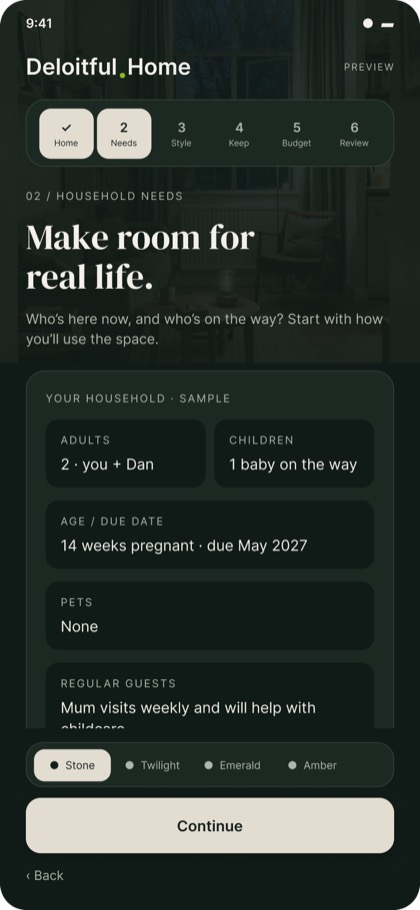 9:41
Deloitful.Home
PREVIEW
✓ 2 3 4 5 6
Home Needs Style Keep Budget Review
02 / HOUSEHOLD NEEDS
Make room for
real life.
Who’s here now, and who’s on the way? Start with how
you’ll use the space.
YOUR HOUSEHOLD · SAMPLE
ADULTS
2 · you + Dan
CHILDREN
1 baby on the way
AGE / DUE DATE
14 weeks pregnant · due May 2027
PETS
None
REGULAR GUESTS
Mum visits weekly and will help with
childcare
Stone Twilight Emerald Amber
Continue
‹ Back